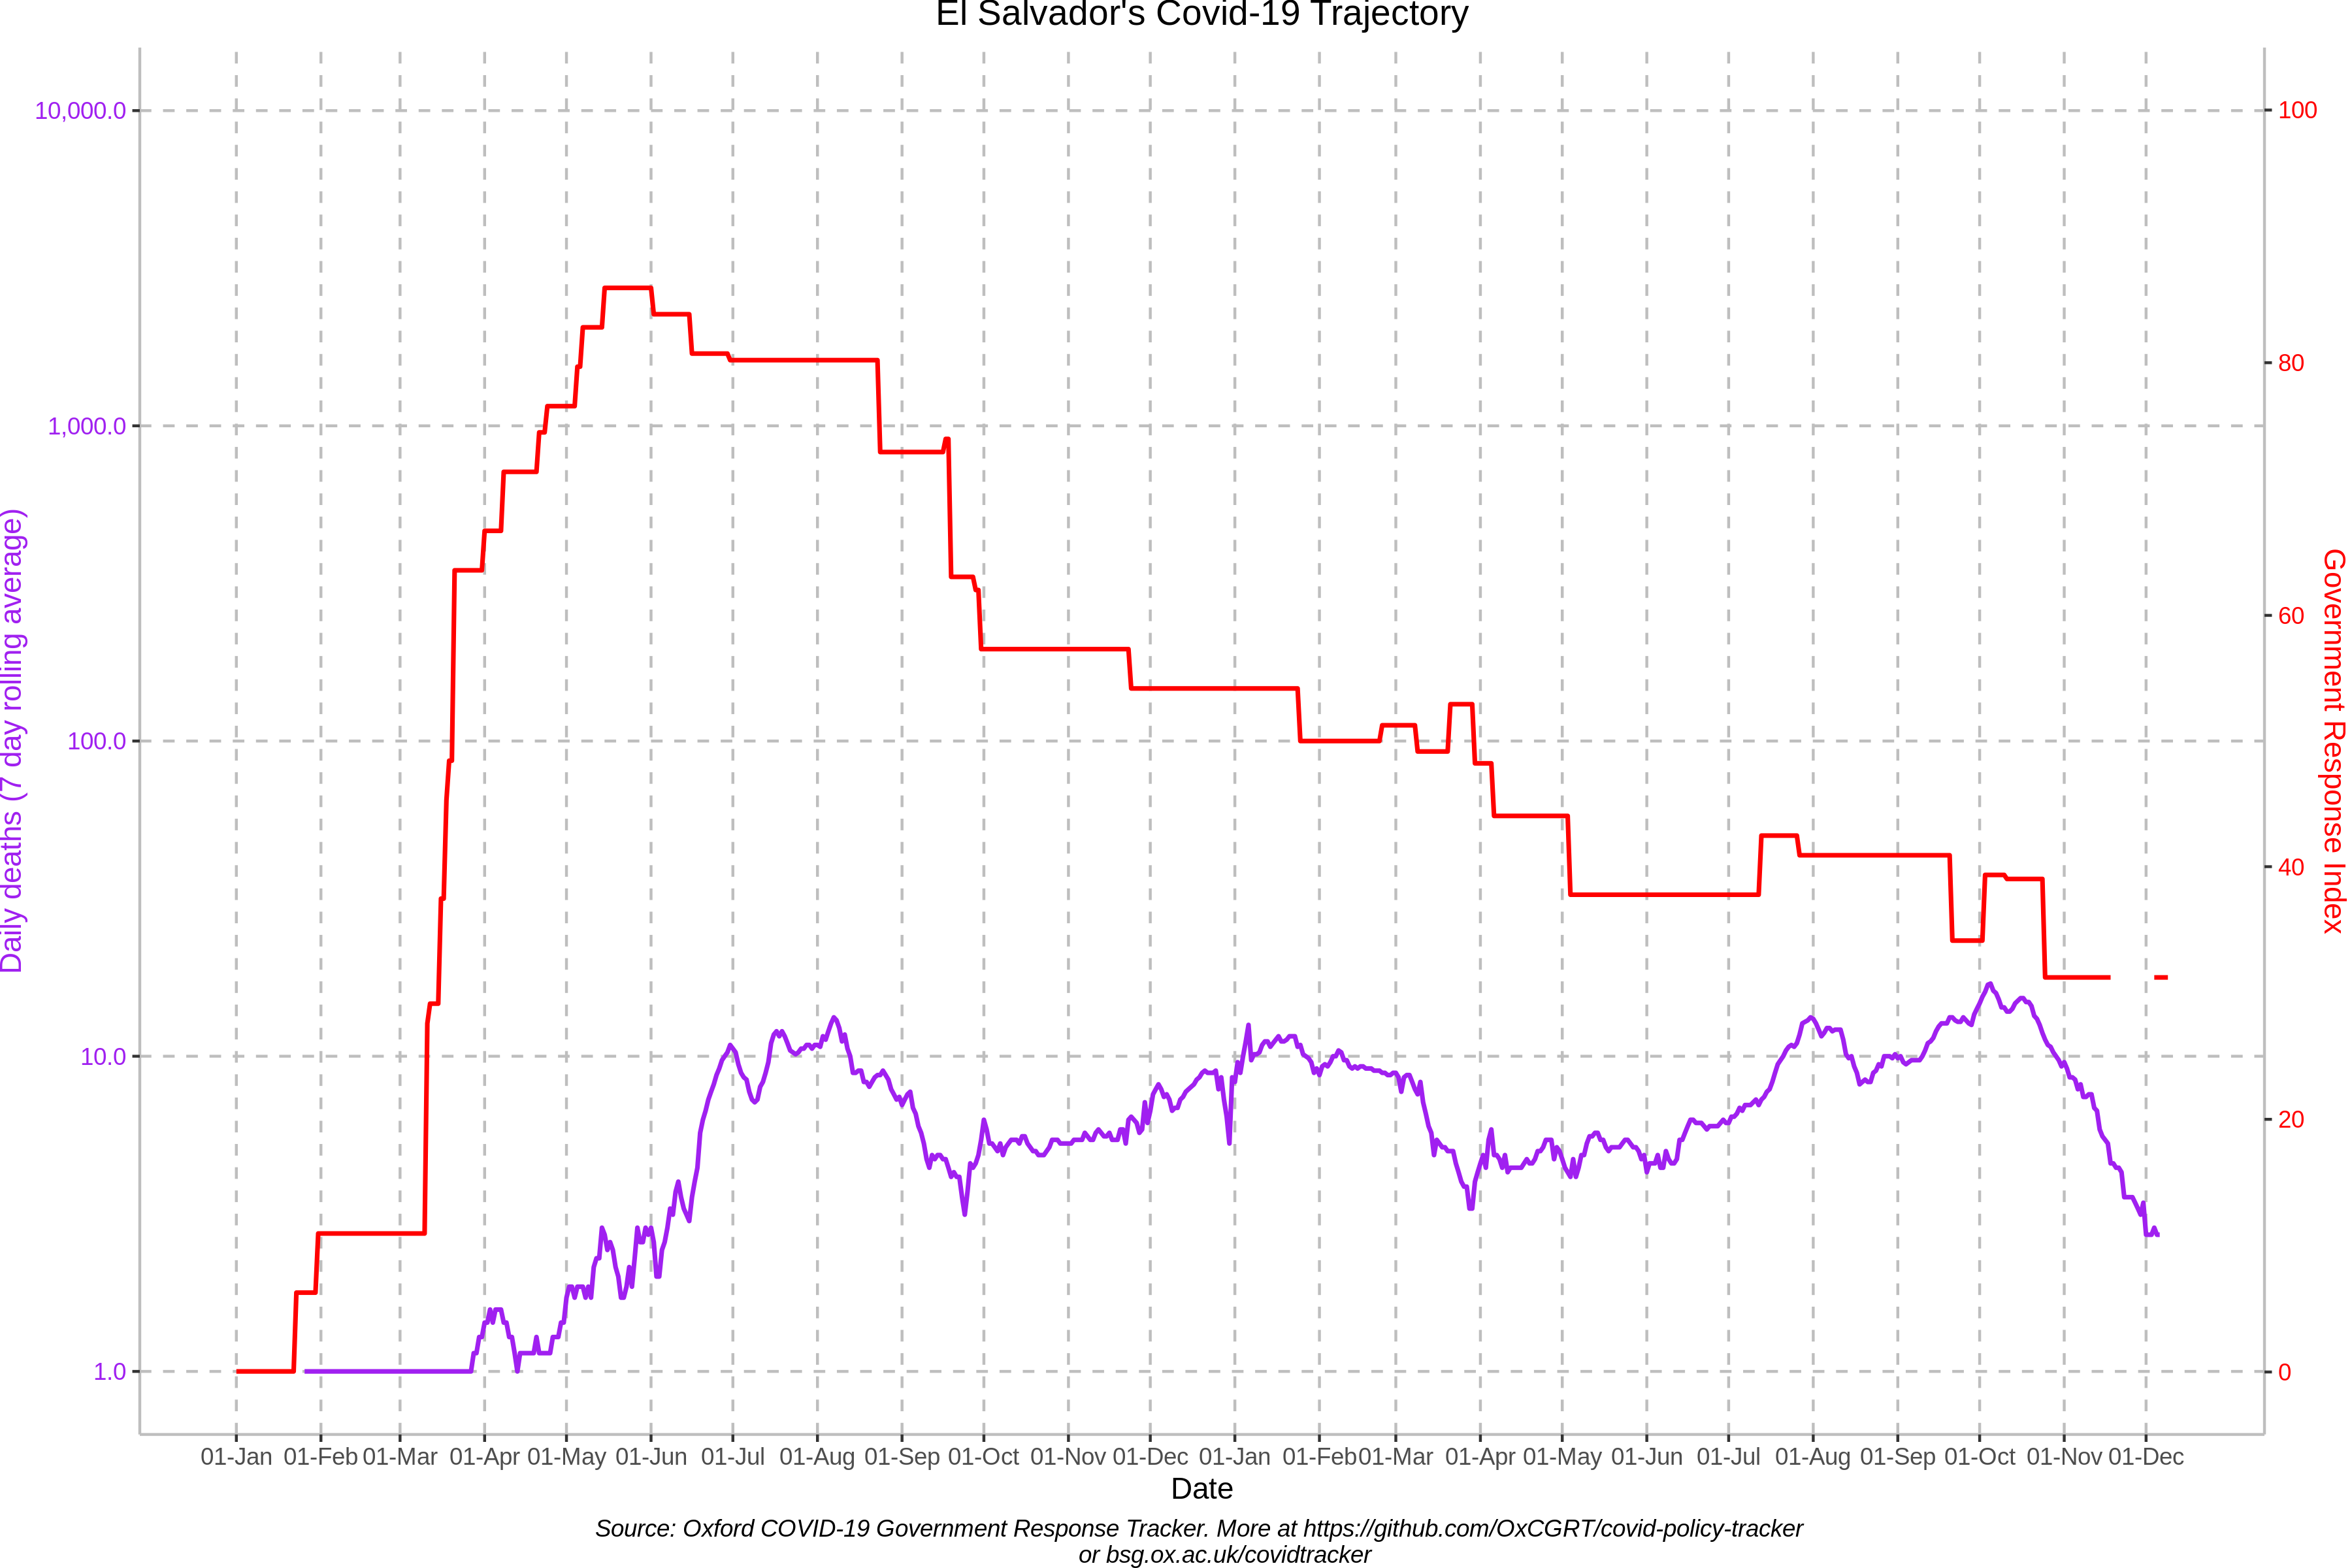 El Salvador's Covid-19 Trajectory
10,000.0
1,000.0
100.0
10.0
1.0
Daily deaths (7 day rolling average)
100
80
60
40
20
0
Government Response Index
01-Jan 01-Feb 01-Mar 01-Apr 01-May 01-Jun 01-Jul 01-Aug 01-Sep 01-Oct 01-Nov 01-Dec 01-Jan 01-Feb 01-Mar 01-Apr 01-May 01-Jun 01-Jul 01-Aug 01-Sep 01-Oct 01-Nov 01-Dec
Date
Source: Oxford COVID-19 Government Response Tracker. More at https://github.com/OxCGRT/covid-policy-tracker
or bsg.ox.ac.uk/covidtracker